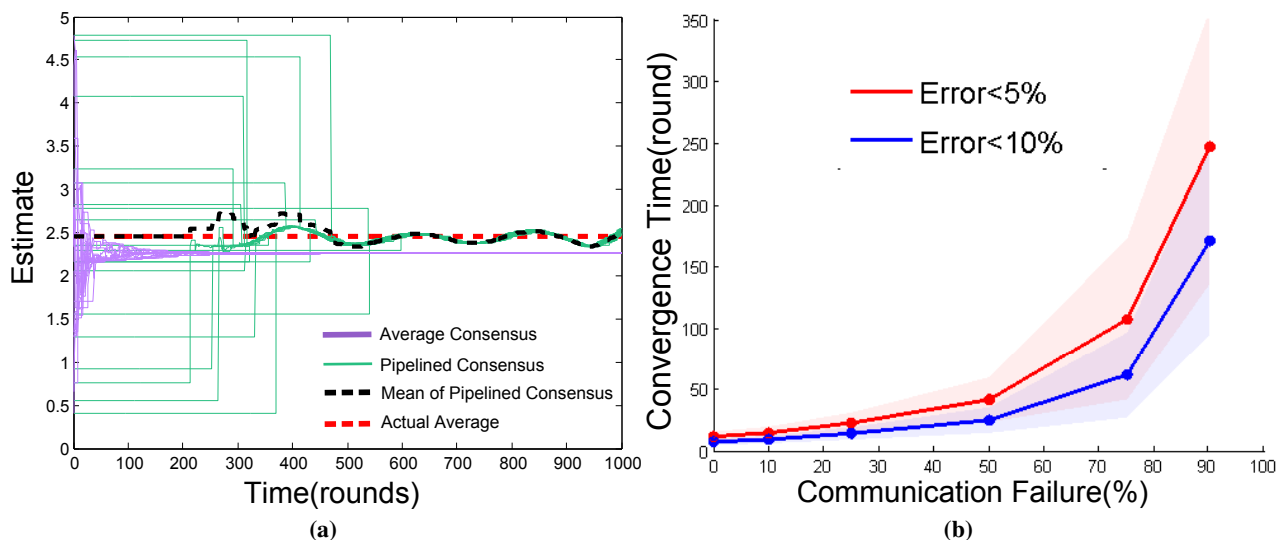 5
4.5
4
3.5
3
2.5
2
1.5
1
0.5
0
Estimate
0 100 200 300 400 500 600 700 800 900 1000
Time(rounds)
Average Consensus
Pipelined Consensus
Mean of Pipelined Consensus
Actual Average
(a)
350
300
250
200
150
100
50
0
Convergence Time(round)
Error<5%
Error<10%
0 10 20 30 40 50 60 70 80 90 100
Communication Failure(%)
(b)